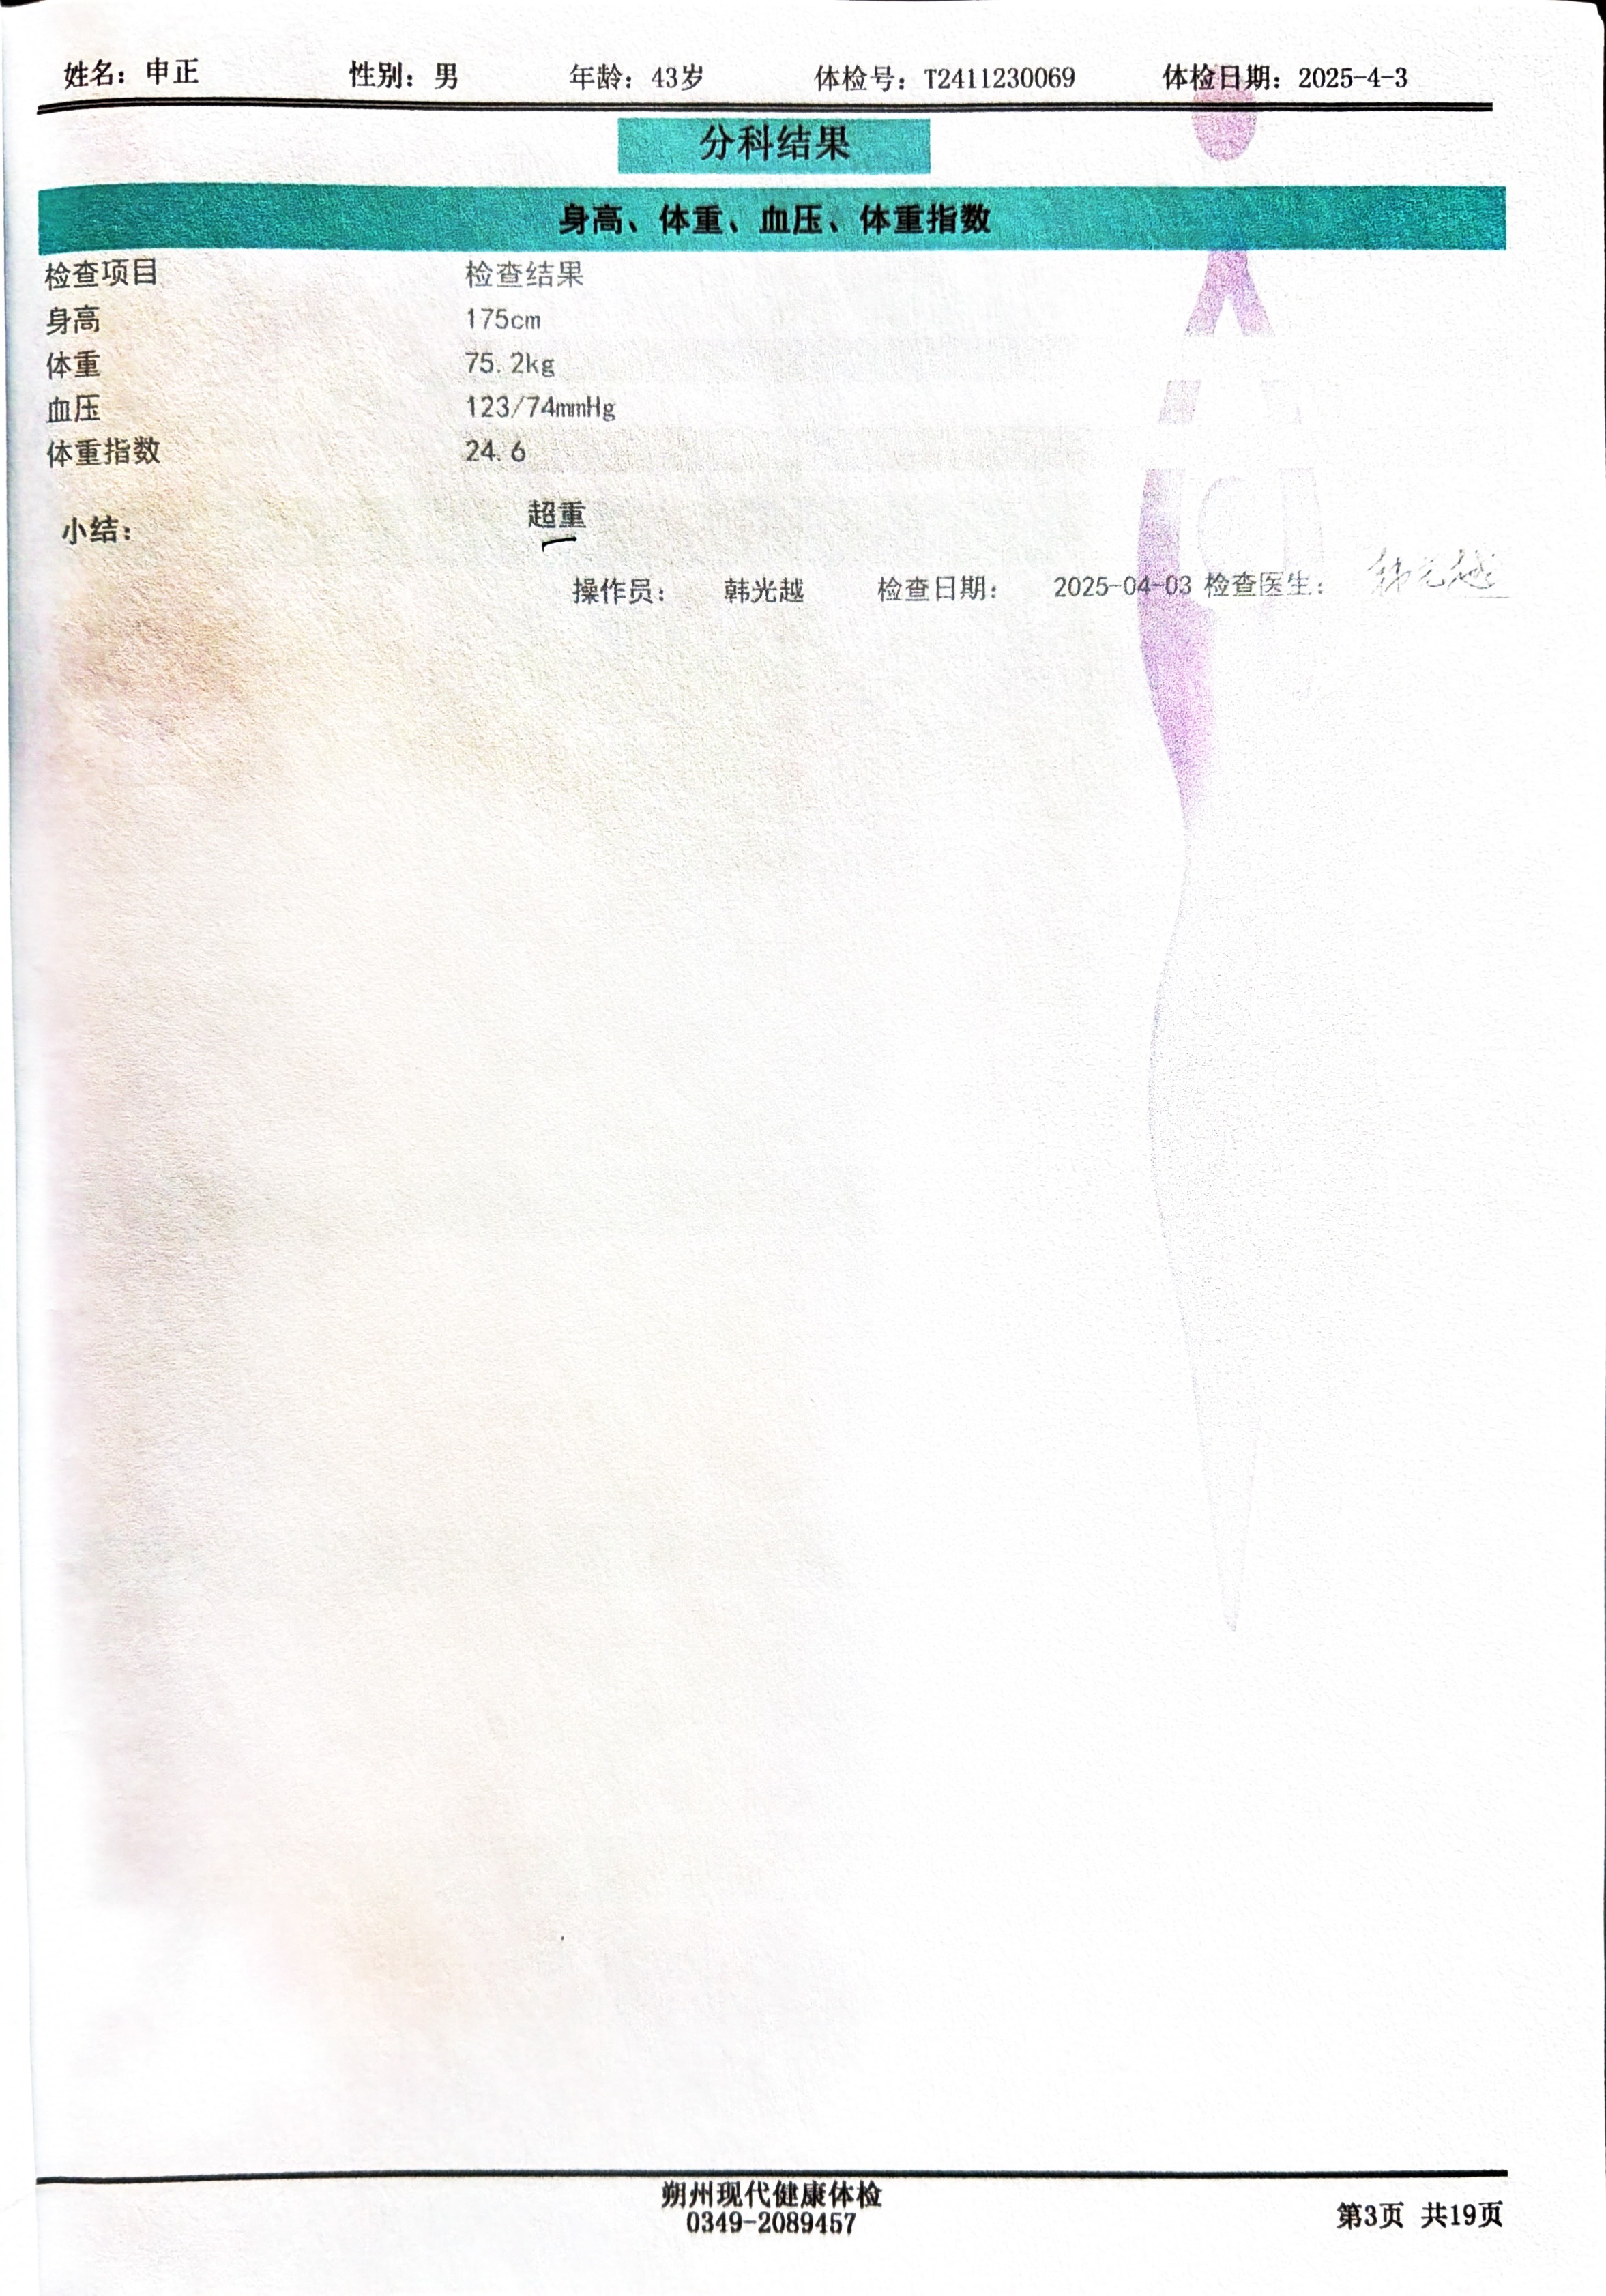 姓名：申正 性别：男 年龄：43岁 体检号：T2411230069 体检日期：2025-4-3
分科结果
身高、体重、血压、体重指数
检查项目 检查结果
身高 175cm
体重 75.2kg
血压 123/74mmHg
体重指数 24.6
小结： 超重
操作员： 韩光越 检查日期： 2025-04-03 检查医生： 韩光越
朔州现代健康体检
0349-2089457
第3页 共19页